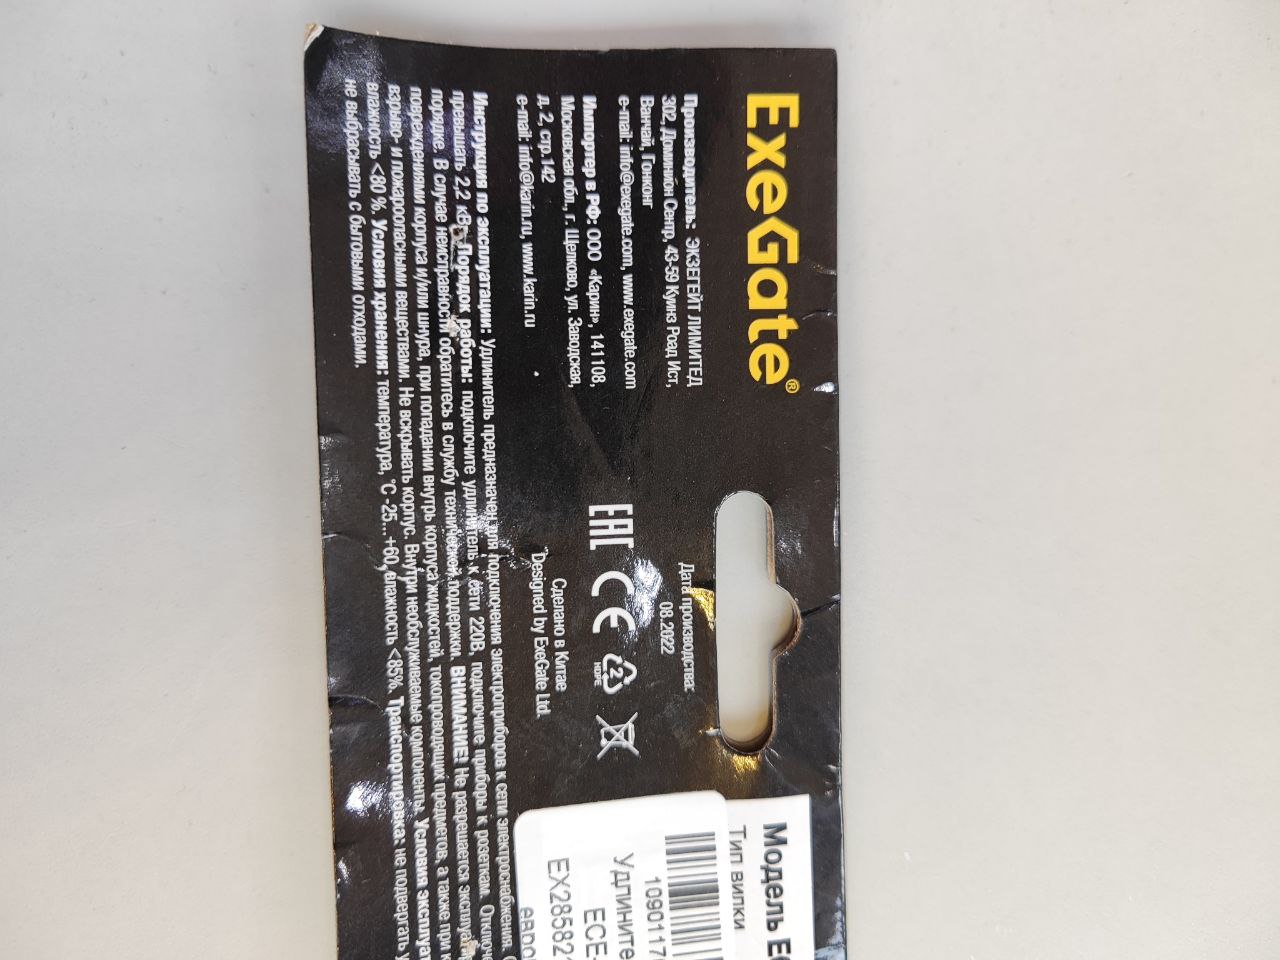 ExeGate®
Производитель: ЭКЗЕГЕЙТ ЛИМИТЕД
302, Доминион Сентр, 43-59 Куинз Роад Ист,
Ванчай, Гонконг
e-mail: info@exegate.com, www.exegate.com
Импортер в РФ: ООО «Карин», 141108,
Московская обл., г. Щелково, ул. Заводская,
д. 2, стр.142
e-mail: info@karin.ru, www.karin.ru
Дата производства:
08.2022
EAC CE
2
HDPE
Сделано в Китае
Designed by ExeGate Ltd.
Инструкция по эксплуатации: Удлинитель предназначен для подключения электроприборов к сети электроснабжения.
превышать 2,2 кВт. Порядок работы: подключите удлинитель к сети 220В, подключите приборы к розеткам.
порядке. В случае неисправности обратитесь в службу технической поддержки. ВНИМАНИЕ! Не разрешается
повреждениями корпуса и/или шнура, при попадании внутрь корпуса жидкостей, токопроводящих предметов, а также при
взрыво- и пожароопасными веществами. Не вскрывать корпус. Внутри необслуживаемые компоненты. Условия
влажность <80 %. Условия хранения: температура, °C -25... +60, влажность <85%. Транспортировка: не подвергать
не выбрасывать с бытовыми отходами.
Модель
Тип вилки